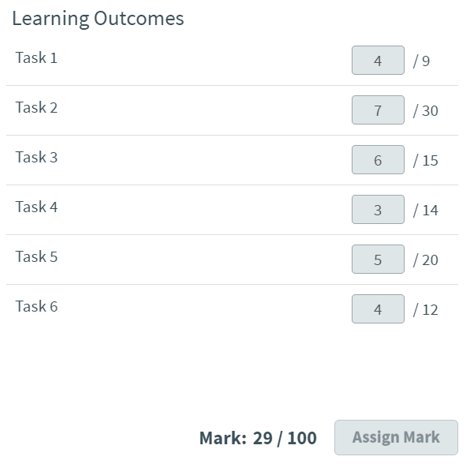 Learning Outcomes
Task 1 4 / 9
Task 2 7 / 30
Task 3 6 / 15
Task 4 3 / 14
Task 5 5 / 20
Task 6 4 / 12
Mark: 29 / 100 Assign Mark